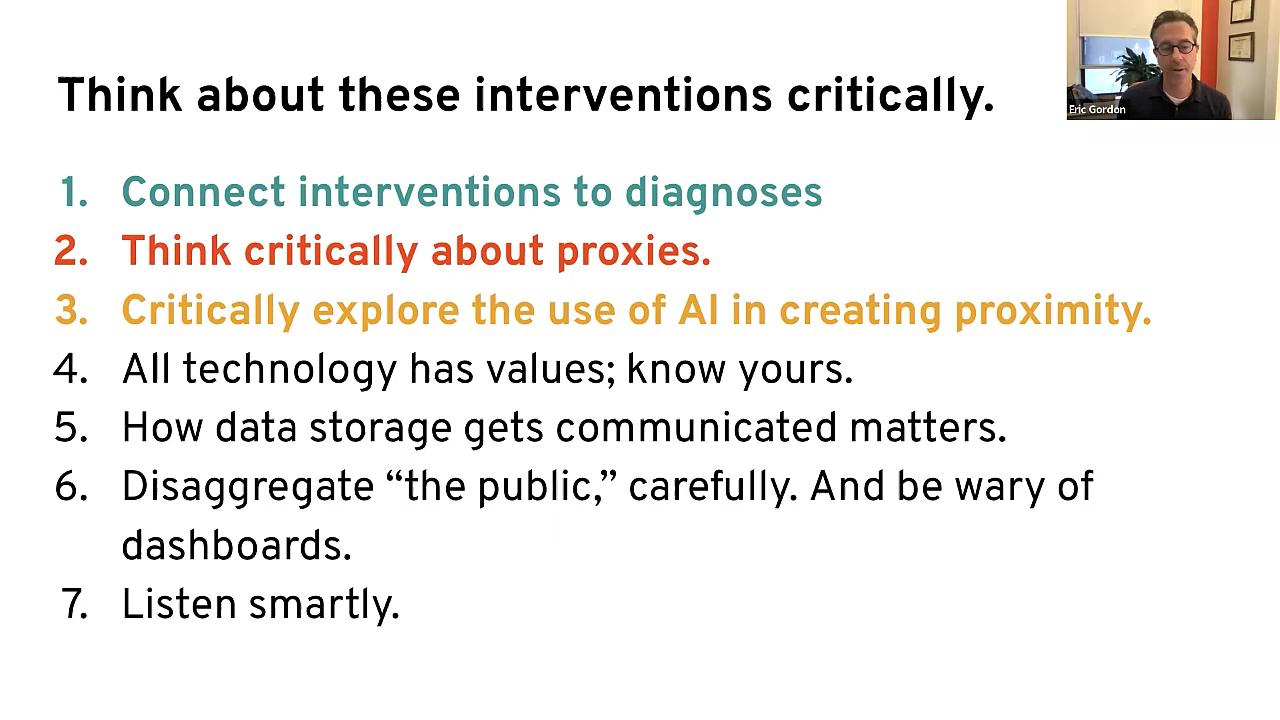 Think about these interventions critically.
Eric Gordon
1. Connect interventions to diagnoses
2. Think critically about proxies.
3. Critically explore the use of AI in creating proximity.
4. All technology has values; know yours.
5. How data storage gets communicated matters.
6. Disaggregate “the public,” carefully. And be wary of
dashboards.
7. Listen smartly.